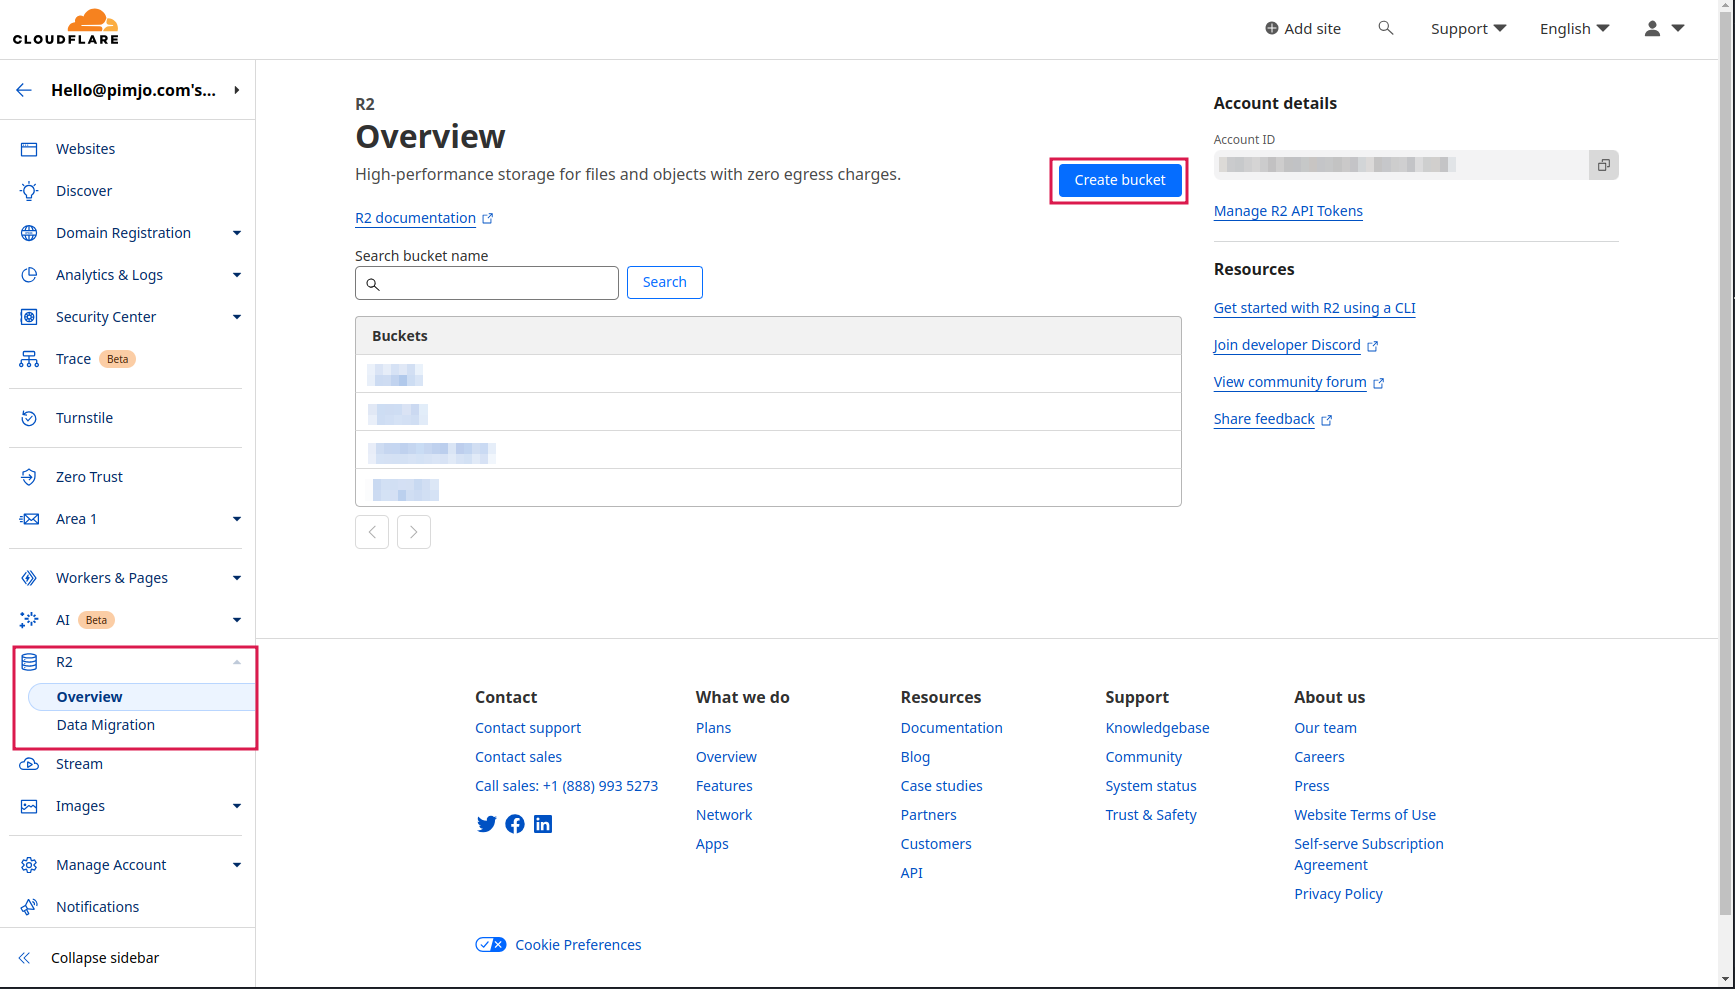 CLOUDFLARE
Add site
Support
English
Hello@pimjo.com's...
Websites
Discover
Domain Registration
Analytics & Logs
Security Center
Trace Beta
Turnstile
Zero Trust
Area 1
Workers & Pages
AI Beta
R2
Overview
Data Migration
Stream
Images
Manage Account
Notifications
Collapse sidebar
R2
Overview
High-performance storage for files and objects with zero egress charges.
Create bucket
R2 documentation
Search bucket name
Search
Buckets
Account details
Account ID
Manage R2 API Tokens
Resources
Get started with R2 using a CLI
Join developer Discord
View community forum
Share feedback
Contact
Contact support
Contact sales
Call sales: +1 (888) 993 5273
What we do
Plans
Overview
Features
Network
Apps
Resources
Documentation
Blog
Case studies
Partners
Customers
API
Support
Knowledgebase
Community
System status
Trust & Safety
About us
Our team
Careers
Press
Website Terms of Use
Self-serve Subscription
Agreement
Privacy Policy
Cookie Preferences